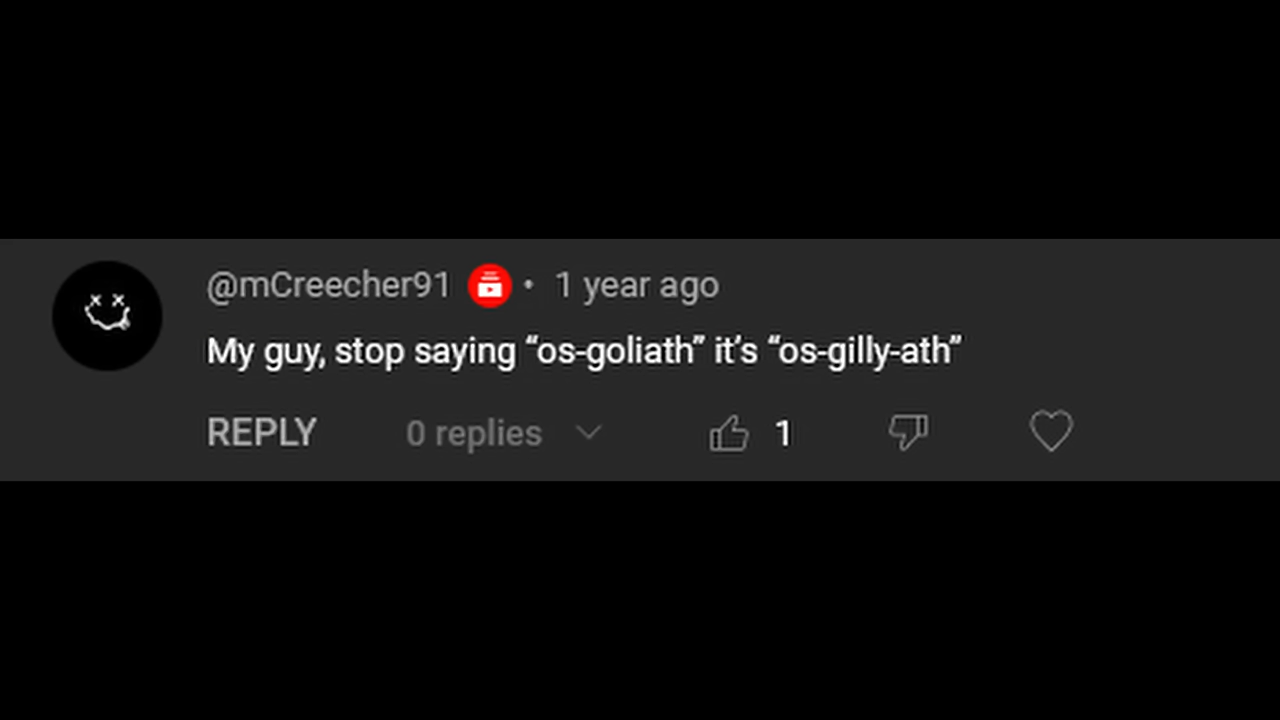 @mCreecher91 • 1 year ago
My guy, stop saying “os-goliath” it’s “os-gilly-ath”
REPLY 0 replies 1